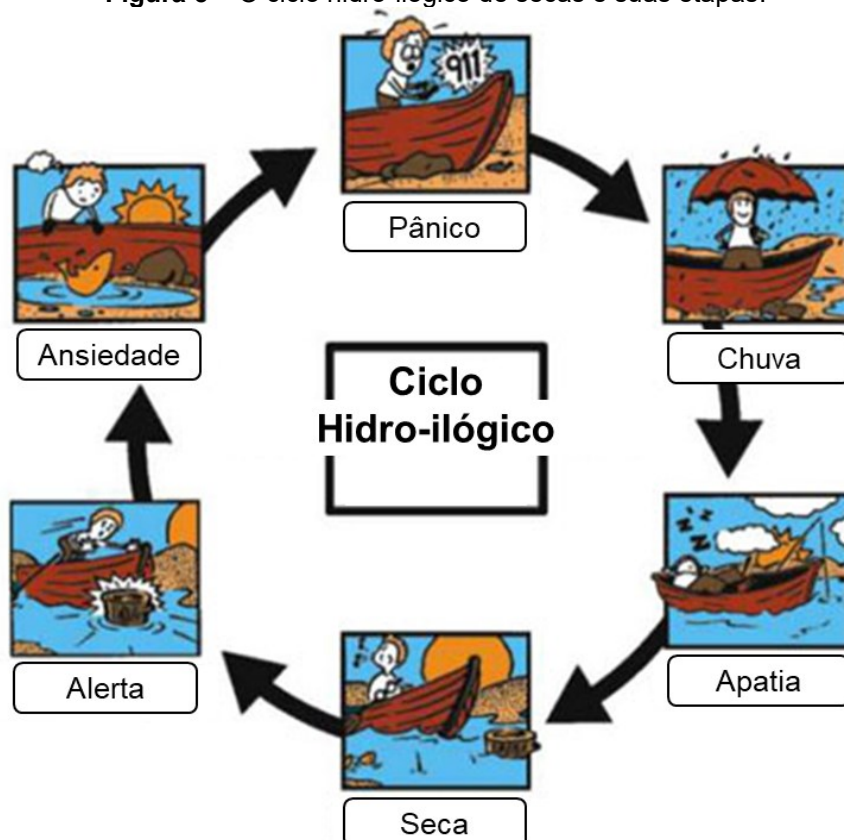 911
Pânico
Ansiedade
Chuva
Ciclo
Hidro-ilógico
z z
z
Alerta
Apatia
Seca